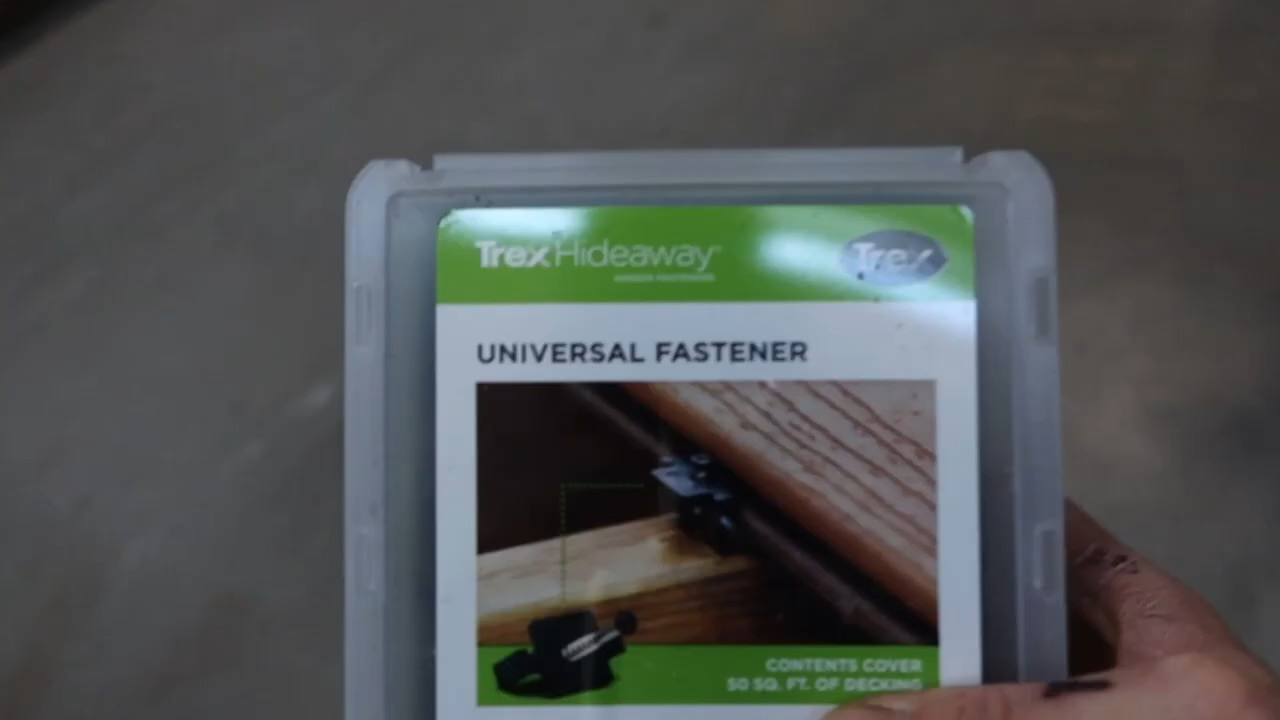 Trex Hideaway
Trex
UNIVERSAL FASTENER
CONTENTS COVER
50 SQ. FT. OF DECKING